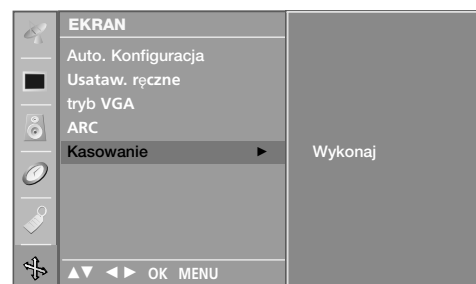 EKRAN
Auto. Konfiguracja
Usataw. ręczne
tryb VGA
ARC
Kasowanie ►
Wykonaj
▲▼ ◄► OK MENU